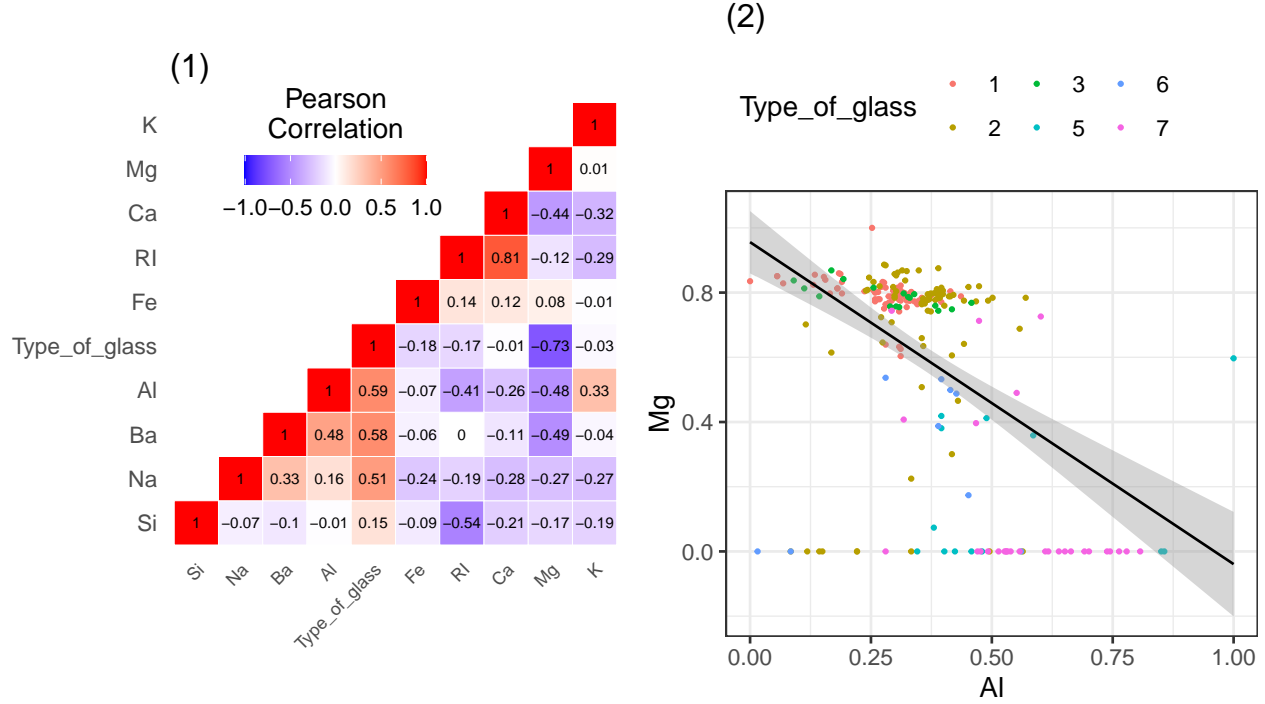 (1)
Pearson
Correlation
−1.0 −0.5 0.0 0.5 1.0
K 1
Mg 1 0.01
Ca 1 −0.44 −0.32
RI 1 0.81 −0.12 −0.29
Fe 1 0.14 0.12 0.08 −0.01
Type_of_glass 1 −0.18 −0.17 −0.01 −0.73 −0.03
Al 1 0.59 −0.07 −0.41 −0.26 −0.48 0.33
Ba 1 0.48 0.58 −0.06 0 −0.11 −0.49 −0.04
Na 1 0.33 0.16 0.51 −0.24 −0.19 −0.28 −0.27 −0.27
Si 1 −0.07 −0.1 −0.01 0.15 −0.09 −0.54 −0.21 −0.17 −0.19
Si Na Ba Al Type_of_glass Fe RI Ca Mg K
(2)
Type_of_glass
1 3 6
2 5 7
Mg
0.8
0.4
0.0
0.00 0.25 0.50 0.75 1.00
Al